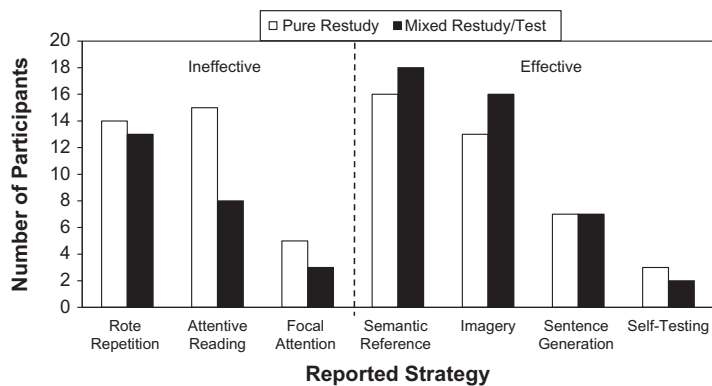 Pure Restudy Mixed Restudy/Test
20
18
16
14
12
10
8
6
4
2
0
Number of Participants
Ineffective Effective
Rote Repetition
Attentive Reading
Focal Attention
Semantic Reference
Imagery
Sentence Generation
Self-Testing
Reported Strategy